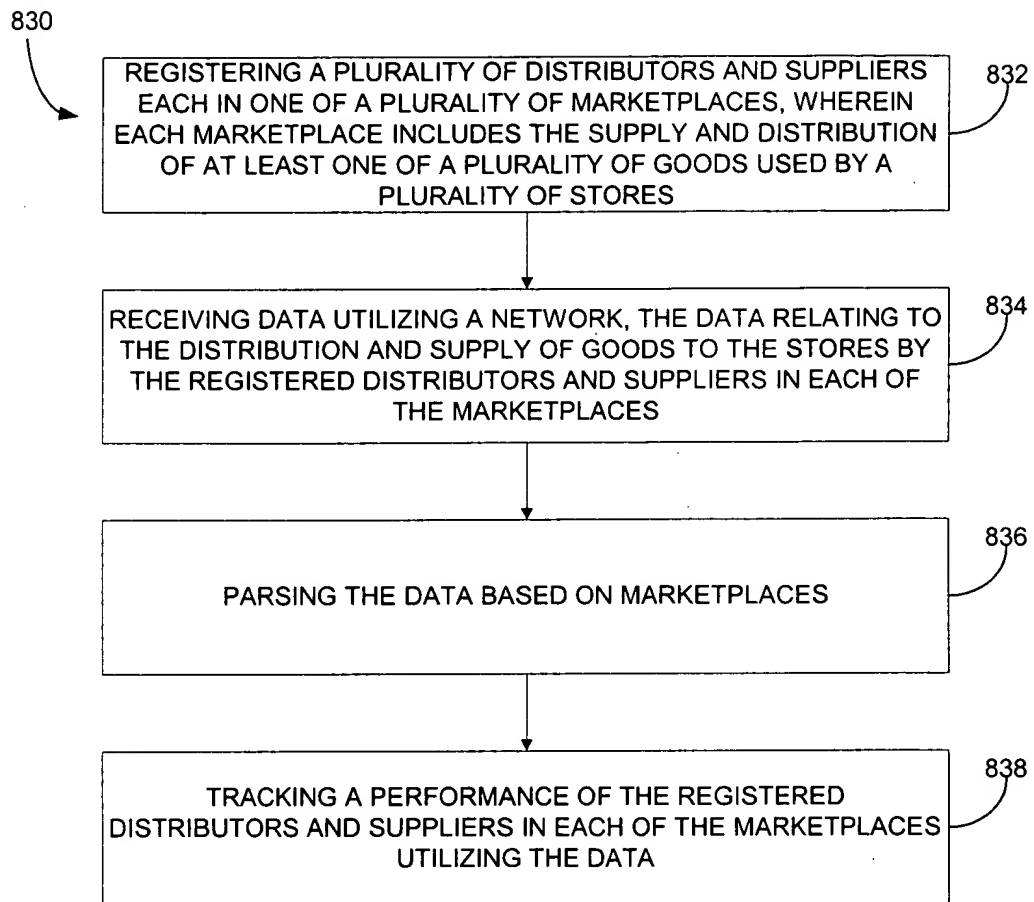 830
REGISTERING A PLURALITY OF DISTRIBUTORS AND SUPPLIERS
EACH IN ONE OF A PLURALITY OF MARKETPLACES, WHEREIN
EACH MARKETPLACE INCLUDES THE SUPPLY AND DISTRIBUTION
OF AT LEAST ONE OF A PLURALITY OF GOODS USED BY A
PLURALITY OF STORES
832
RECEIVING DATA UTILIZING A NETWORK, THE DATA RELATING TO
THE DISTRIBUTION AND SUPPLY OF GOODS TO THE STORES BY
THE REGISTERED DISTRIBUTORS AND SUPPLIERS IN EACH OF
THE MARKETPLACES
834
PARSING THE DATA BASED ON MARKETPLACES
836
TRACKING A PERFORMANCE OF THE REGISTERED
DISTRIBUTORS AND SUPPLIERS IN EACH OF THE MARKETPLACES
UTILIZING THE DATA
838